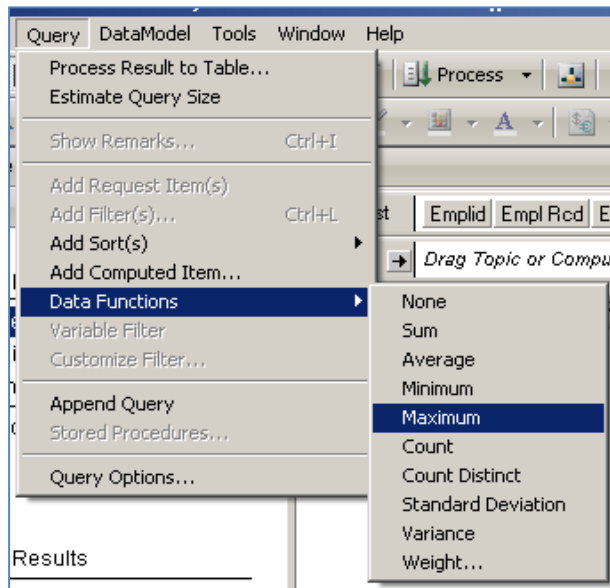 Query DataModel Tools Window Help
Process Result to Table...
Process
Estimate Query Size
Show Remarks... Ctrl+I
A
Add Request Item(s)
Add Filter(s)... Ctrl+L
Emplid Empl Rcd
Add Sort(s)
Drag Topic or Compu
Add Computed Item...
Data Functions
None
Variable Filter
Sum
Customize Filter...
Average
Minimum
Append Query
Maximum
Stored Procedures...
Count
Query Options...
Count Distinct
Standard Deviation
Variance
Results
Weight...